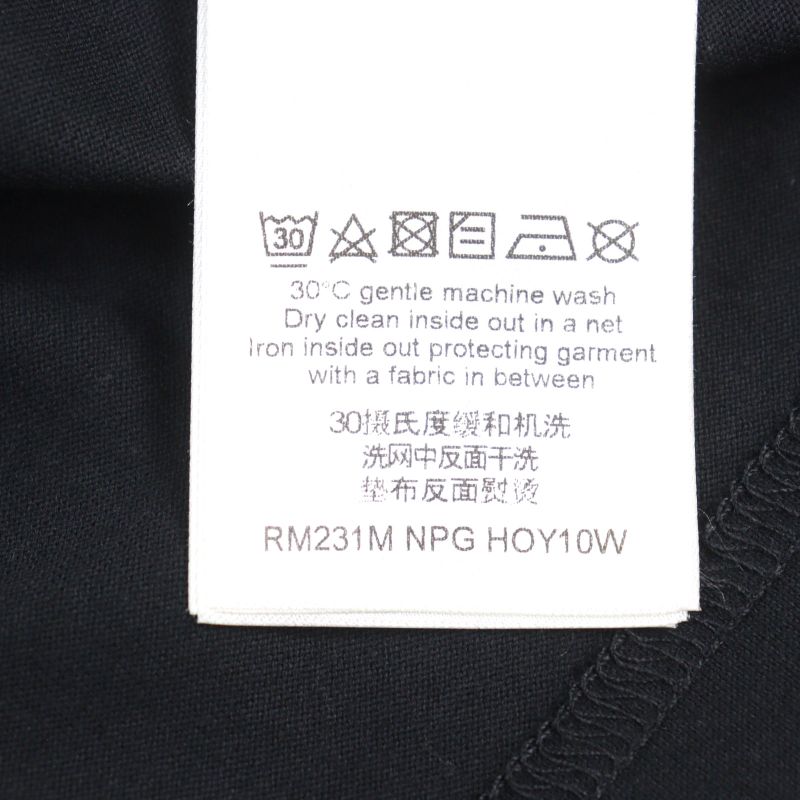 30
30°C gentle machine wash
Dry clean inside out in a net
Iron inside out protecting garment
with a fabric in between
30摄氏度缓和机洗
洗网中反面干洗
垫布反面熨烫
RM231M NPG HOY10W